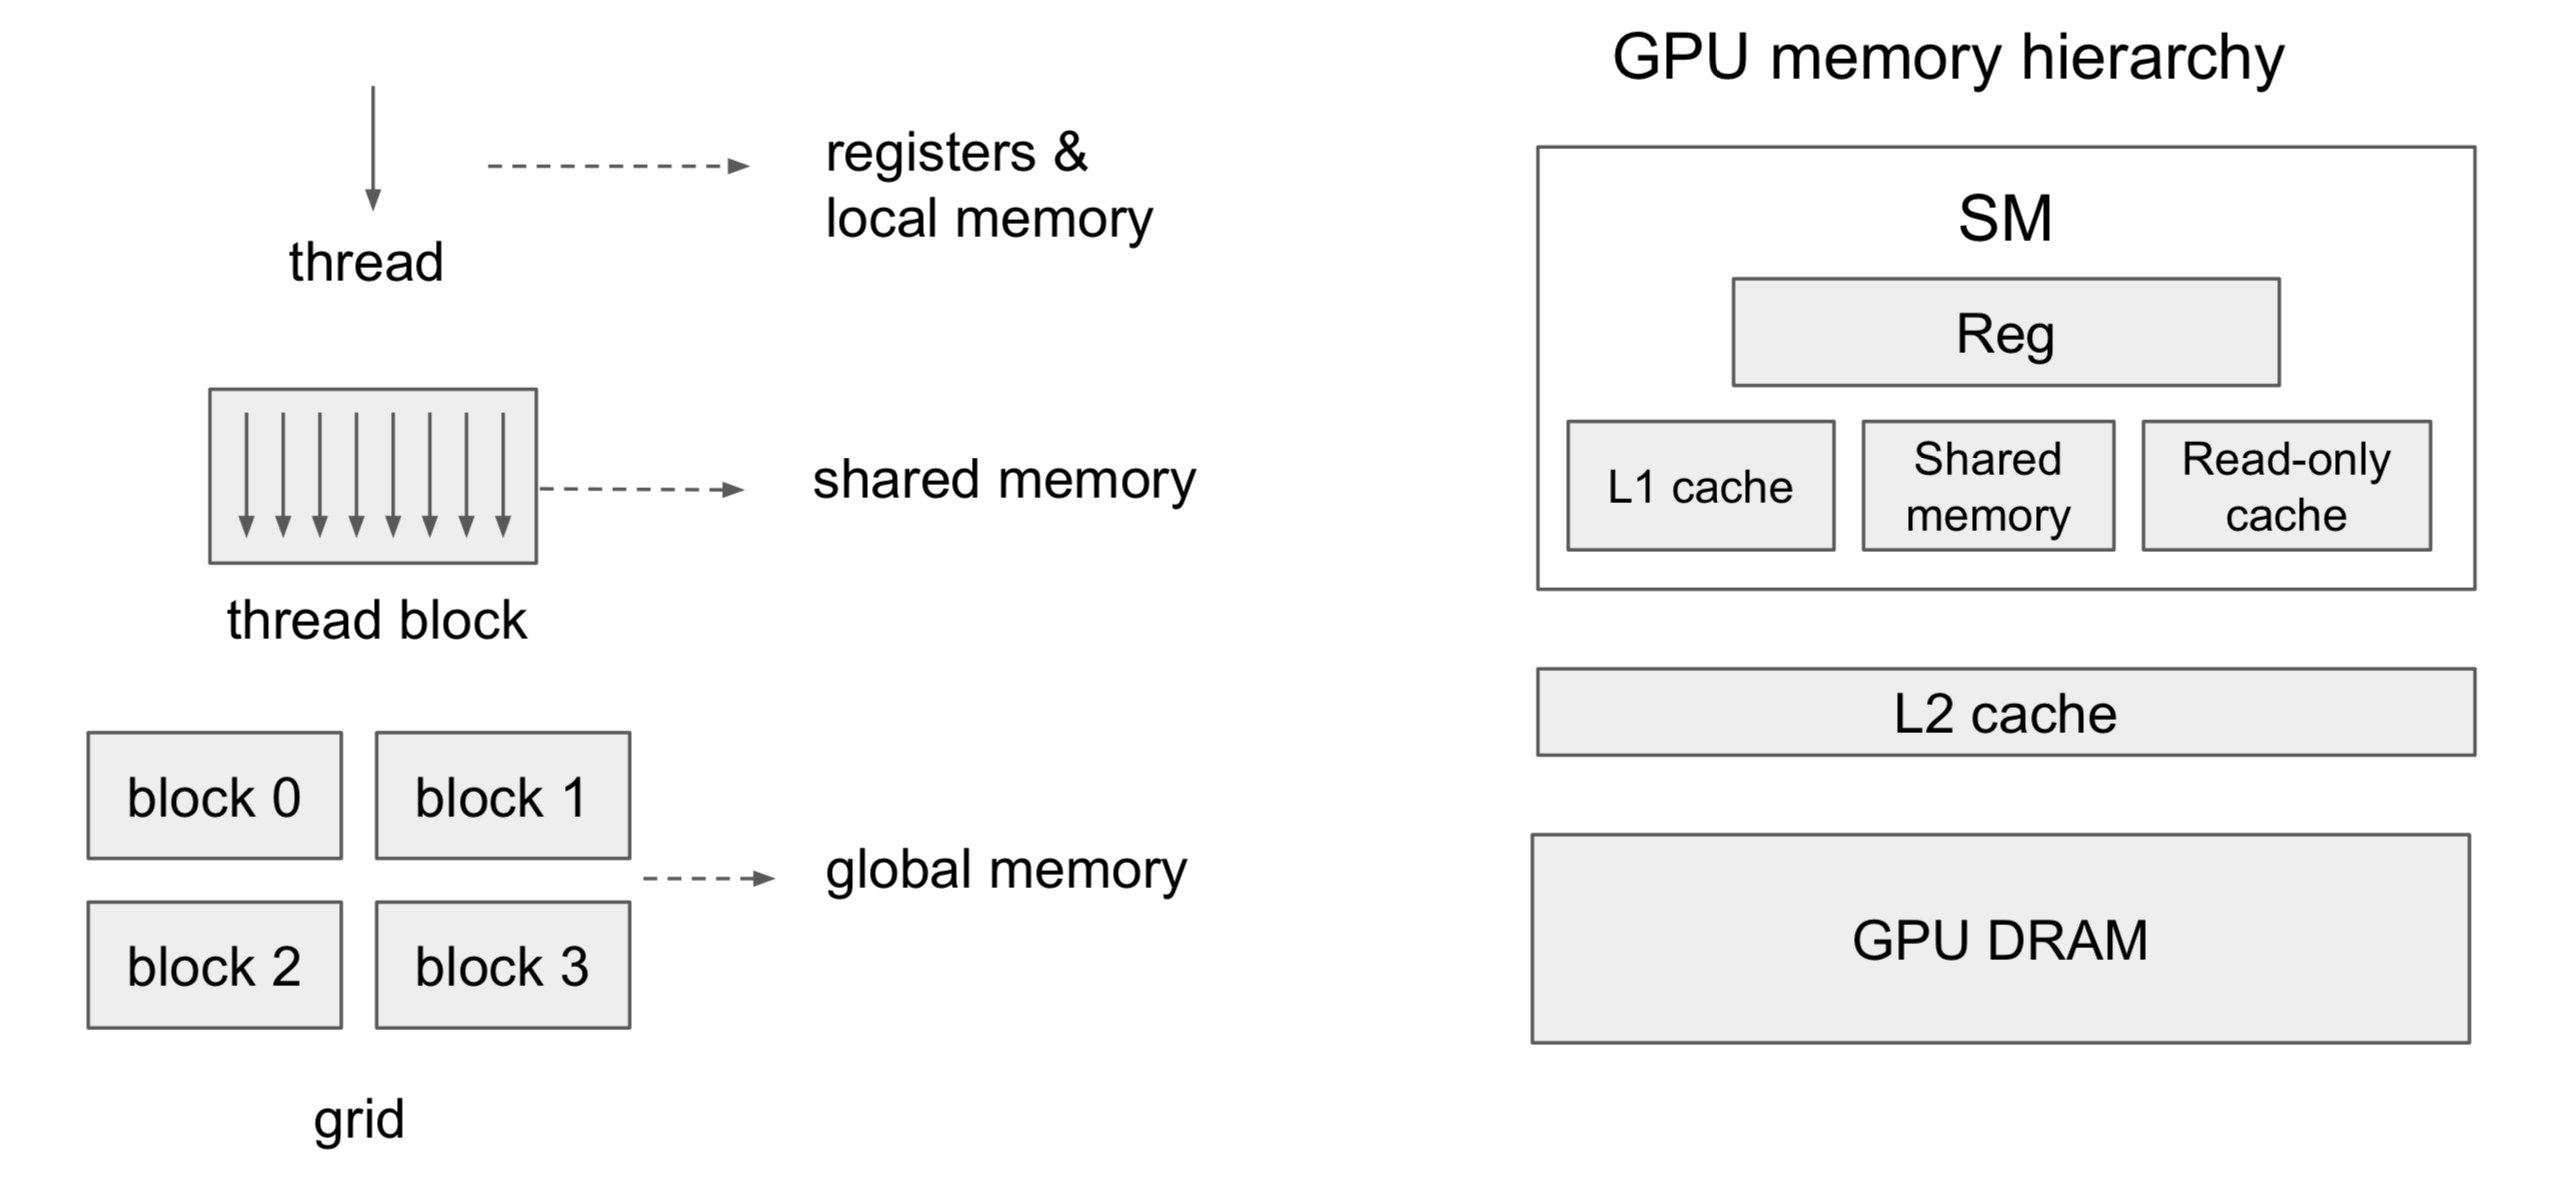 GPU memory hierarchy
registers &
local memory
thread
shared memory
thread block
block 0
block 1
global memory
block 2
block 3
grid
SM
Reg
L1 cache
Shared
memory
Read-only
cache
L2 cache
GPU DRAM